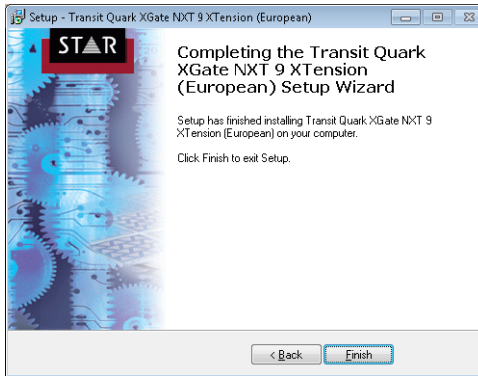 Setup - Transit Quark XGate NXT 9 XTension (European)
STAR
Completing the Transit Quark
XGate NXT 9 XTension
(European) Setup Wizard
Setup has finished installing Transit Quark XGate NXT 9
XTension (European) on your computer.
Click Finish to exit Setup.
< Back
Finish